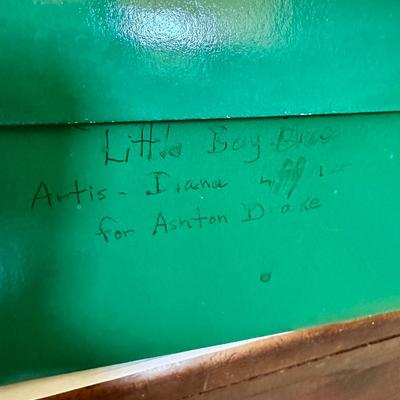 Little Boy Blue
Artis - Diana
for Ashton Drake